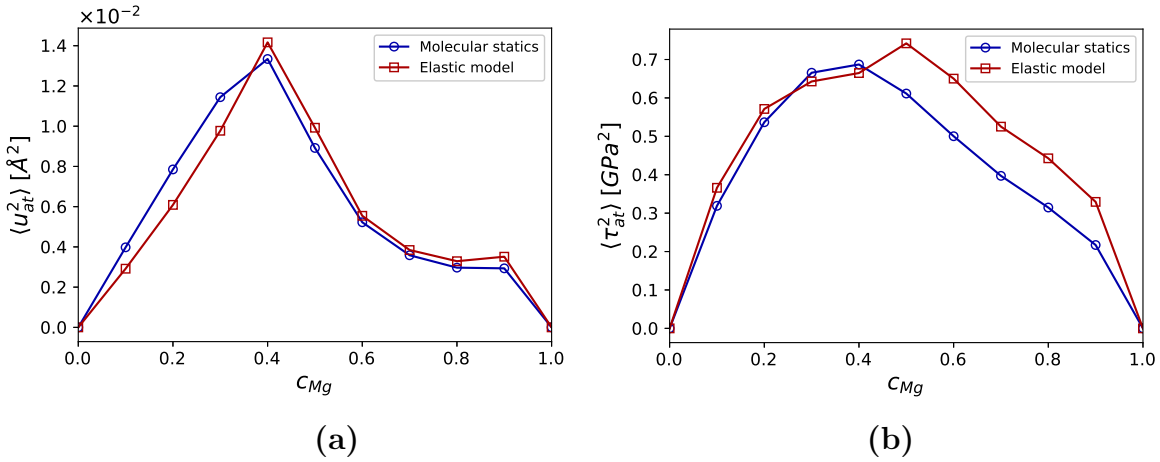 ×10⁻²
1.4
1.2
1.0
0.8
0.6
0.4
0.2
0.0
⟨u²ₐₜ⟩ [Å²]
Molecular statics
Elastic model
0.0 0.2 0.4 0.6 0.8 1.0
c_Mg
(a)
0.7
0.6
0.5
0.4
0.3
0.2
0.1
0.0
⟨τ²ₐₜ⟩ [GPa²]
Molecular statics
Elastic model
0.0 0.2 0.4 0.6 0.8 1.0
c_Mg
(b)